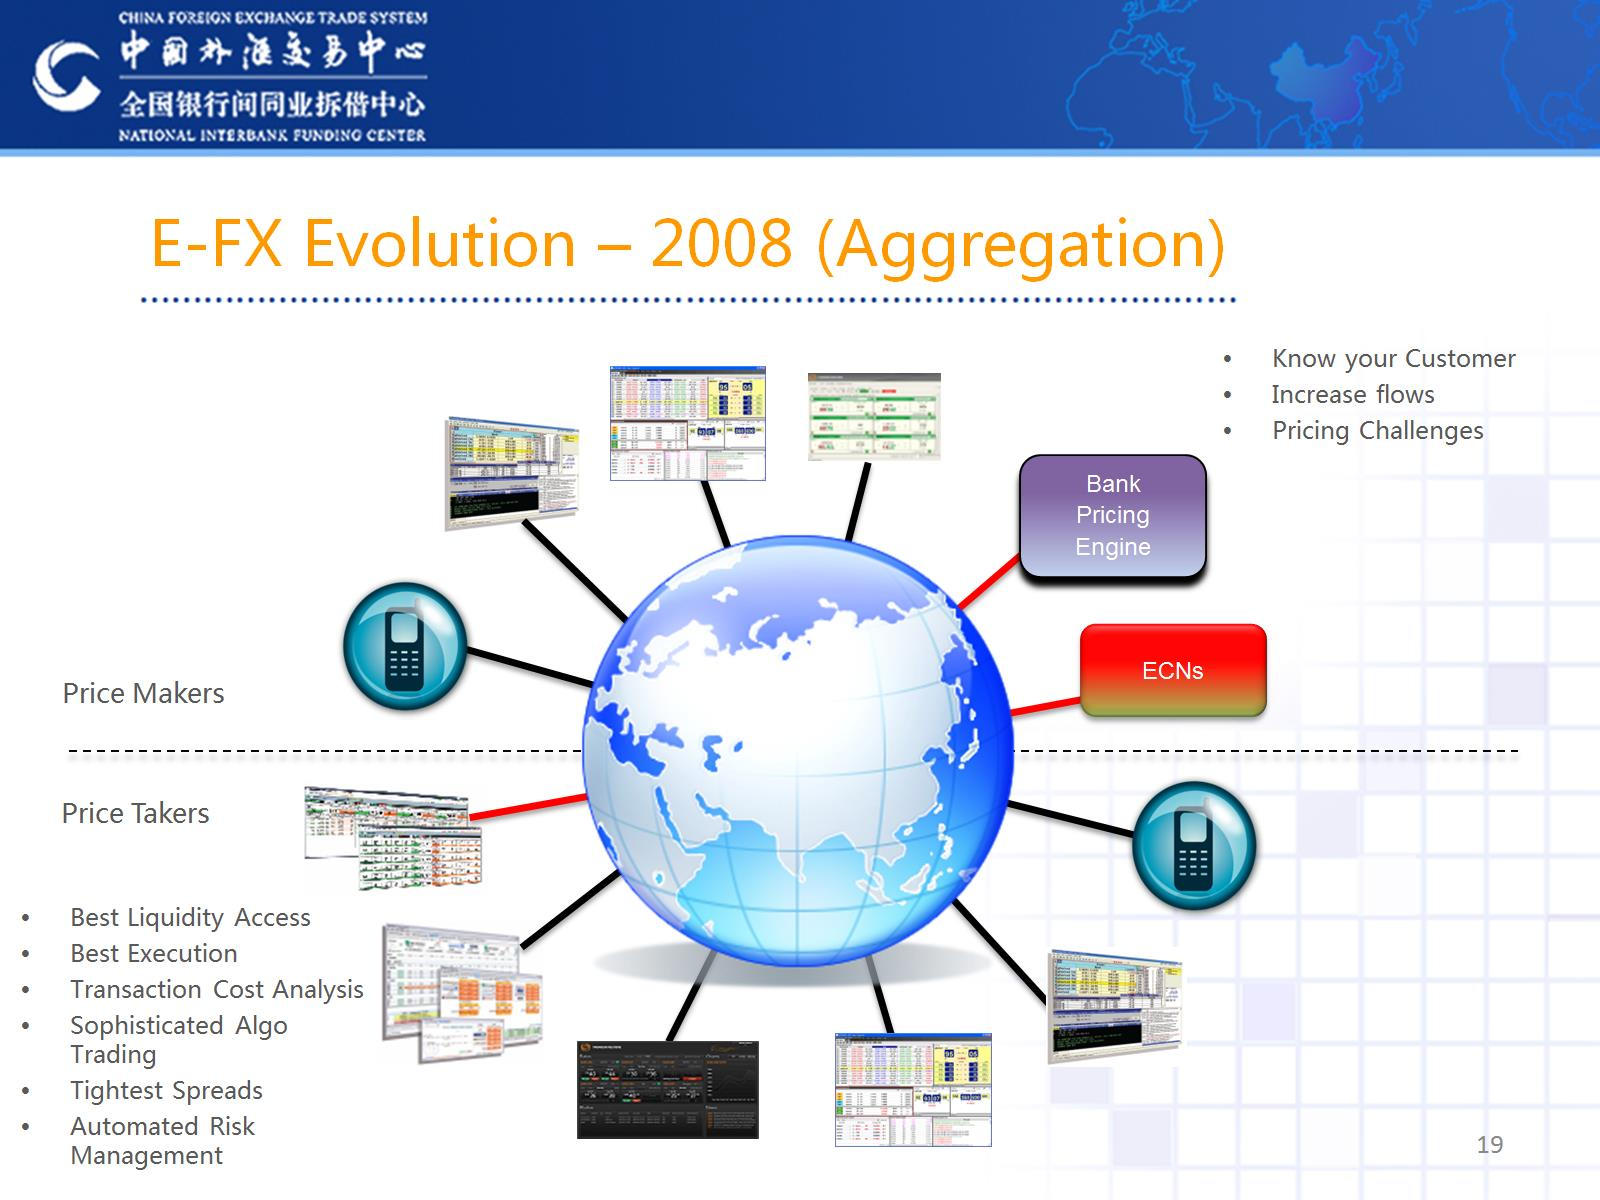 CHINA FOREIGN EXCHANGE TRADE SYSTEM
中国外汇交易中心
全国银行间同业拆借中心
NATIONAL INTERBANK FUNDING CENTER
E-FX Evolution – 2008 (Aggregation)
• Know your Customer
• Increase flows
• Pricing Challenges
Bank
Pricing
Engine
ECNs
Price Makers
Price Takers
• Best Liquidity Access
• Best Execution
• Transaction Cost Analysis
• Sophisticated Algo
Trading
• Tightest Spreads
• Automated Risk
Management
19